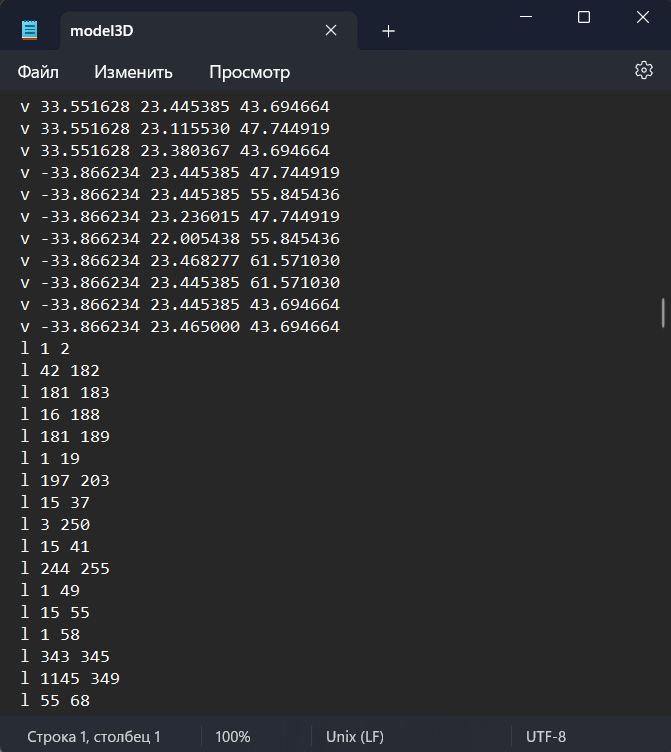 model3D
Файл Изменить Просмотр
v 33.551628 23.445385 43.694664
v 33.551628 23.115530 47.744919
v 33.551628 23.380367 43.694664
v -33.866234 23.445385 47.744919
v -33.866234 23.445385 55.845436
v -33.866234 23.236015 47.744919
v -33.866234 22.005438 55.845436
v -33.866234 23.468277 61.571030
v -33.866234 23.445385 61.571030
v -33.866234 23.445385 43.694664
v -33.866234 23.465000 43.694664
l 1 2
l 42 182
l 181 183
l 16 188
l 181 189
l 1 19
l 197 203
l 15 37
l 3 250
l 15 41
l 244 255
l 1 49
l 15 55
l 1 58
l 343 345
l 1145 349
l 55 68
Строка 1, столбец 1 100% Unix (LF) UTF-8